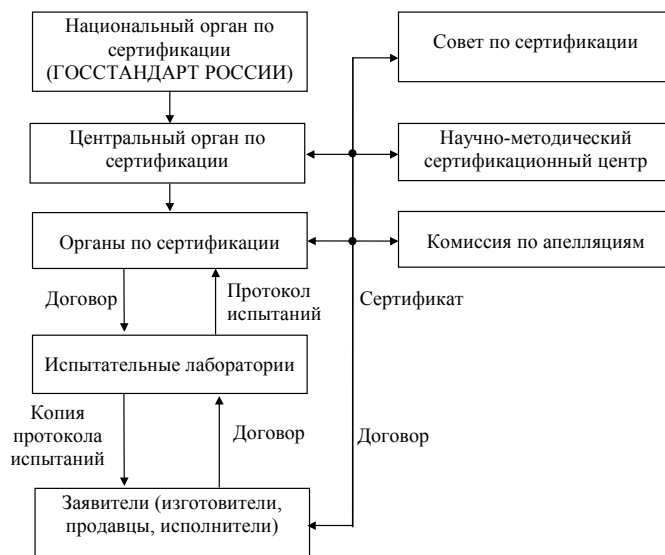 Национальный орган по
сертификации
(ГОССТАНДАРТ РОССИИ)
Совет по сертификации
Центральный орган по
сертификации
Научно-методический
сертификационный центр
Органы по сертификации
Комиссия по апелляциям
Договор
Протокол
испытаний
Сертификат
Испытательные лаборатории
Копия
протокола
испытаний
Договор
Договор
Заявители (изготовители,
продавцы, исполнители)